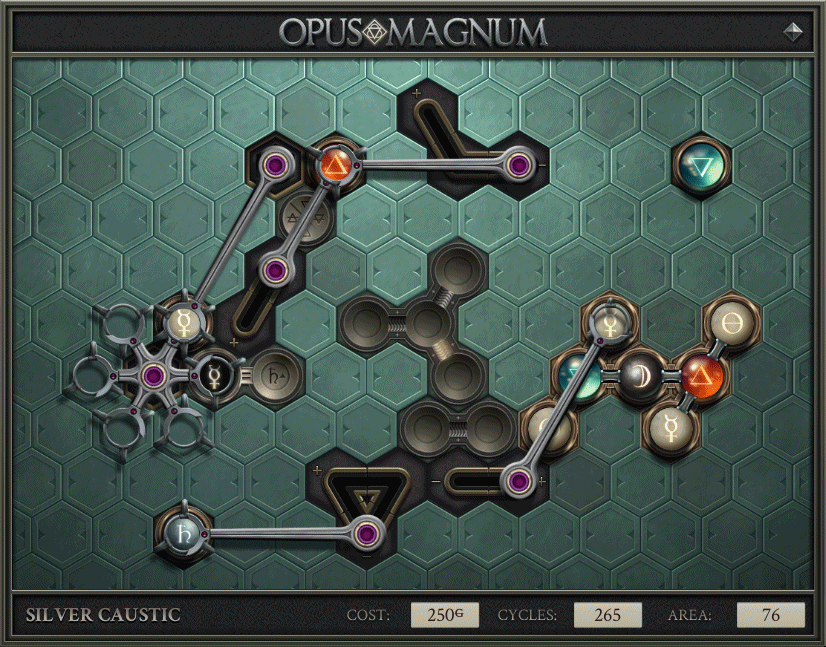 OPUS MAGNUM
SILVER CAUSTIC
COST: 250G
CYCLES: 265
AREA: 76